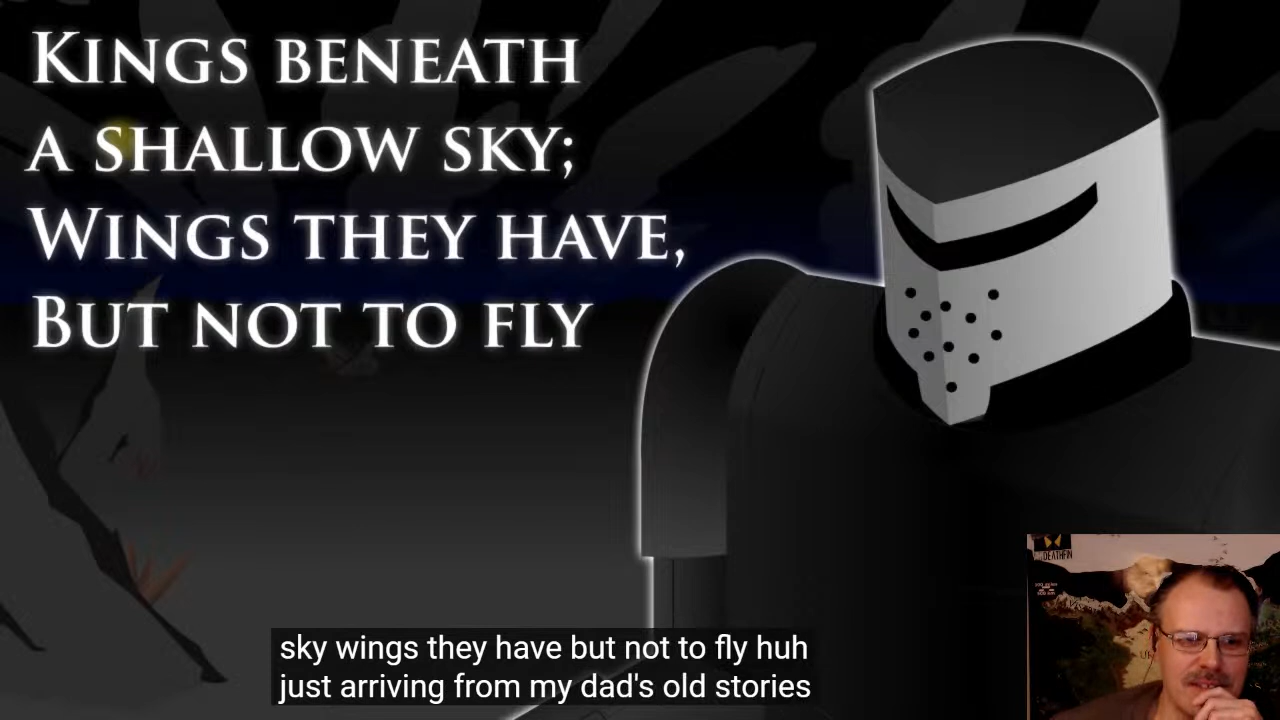 Kings beneath
a shallow sky;
Wings they have,
But not to fly
DEATHFIN
sky wings they have but not to fly huh
just arriving from my dad's old stories